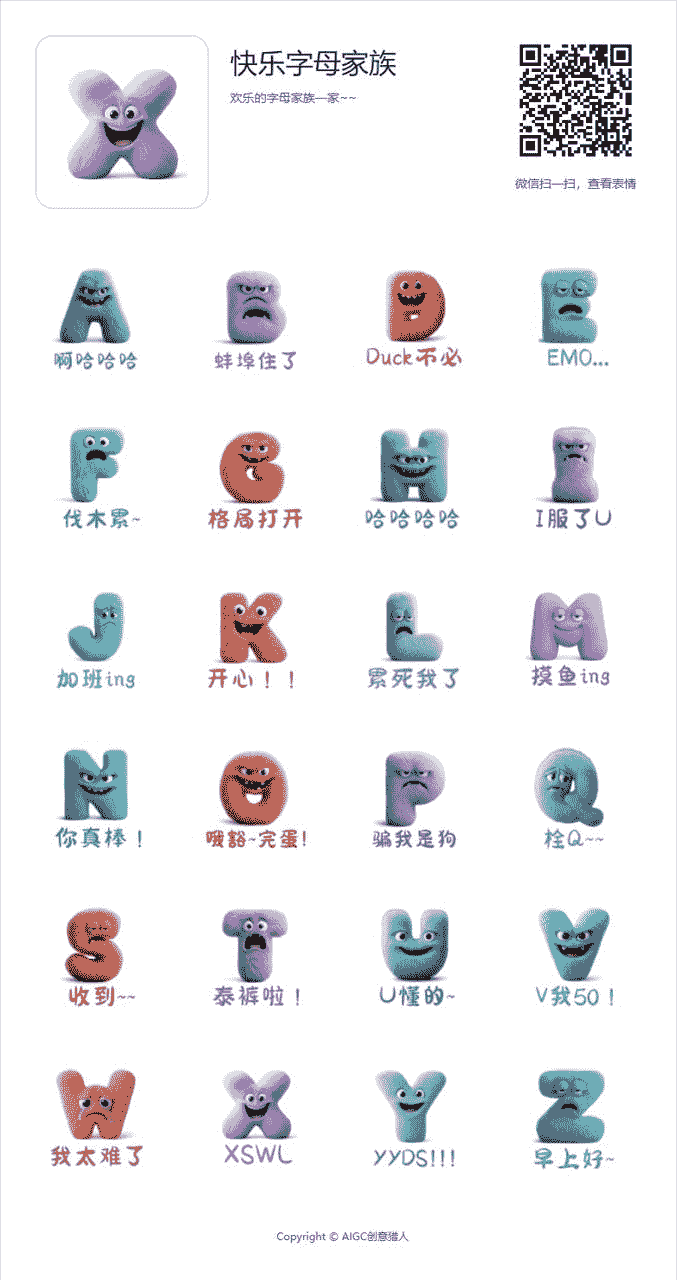 快乐字母家族
欢乐的字母家族一家~~
微信扫一扫，查看表情
啊哈哈哈
蚌埠住了
Duck不必
EMO...
伐木累~
格局打开
哈哈哈哈
I服了U
加班ing
开心！！
累死我了
摸鱼ing
你真棒！
哦豁~完蛋!
骗我是狗
栓Q~~
收到~~
泰裤啦！
U懂的~
V我50！
我太难了
XSWL
YYDS!!!
早上好~
Copyright © AIGC创意猎人